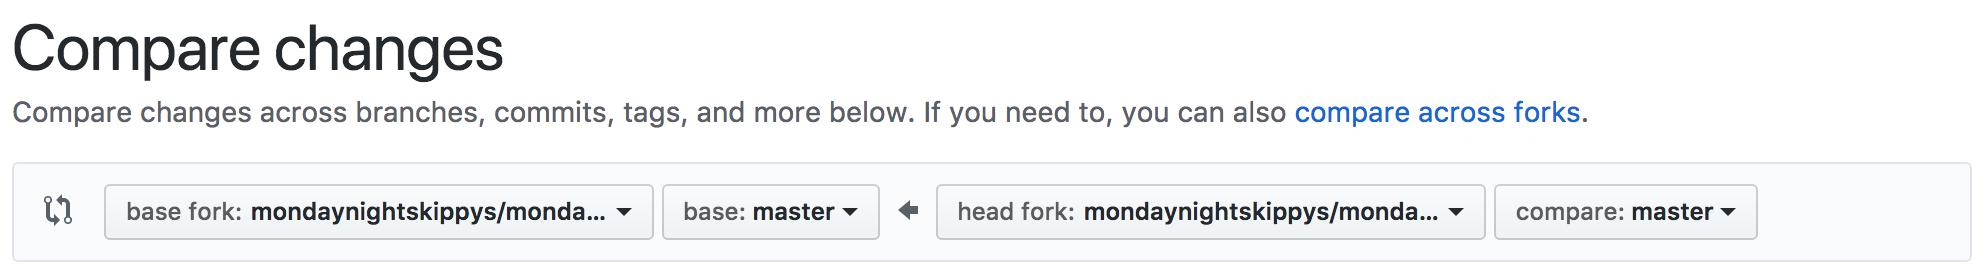 Compare changes
Compare changes across branches, commits, tags, and more below. If you need to, you can also compare across forks.
base fork: mondaynightskippys/monda... base: master head fork: mondaynightskippys/monda... compare: master